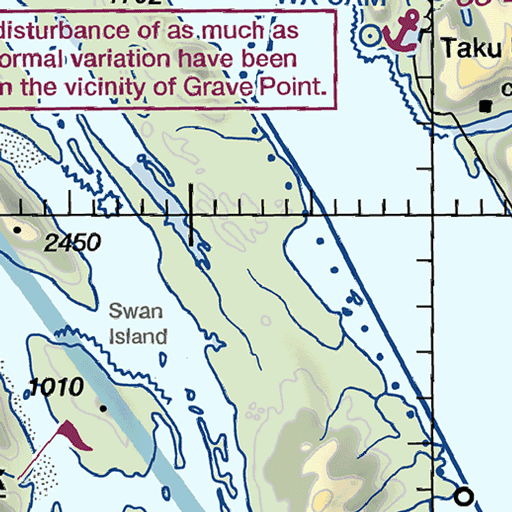 disturbance of as much as
ormal variation have been
n the vicinity of Grave Point.
Taku
2450
Swan
Island
1010